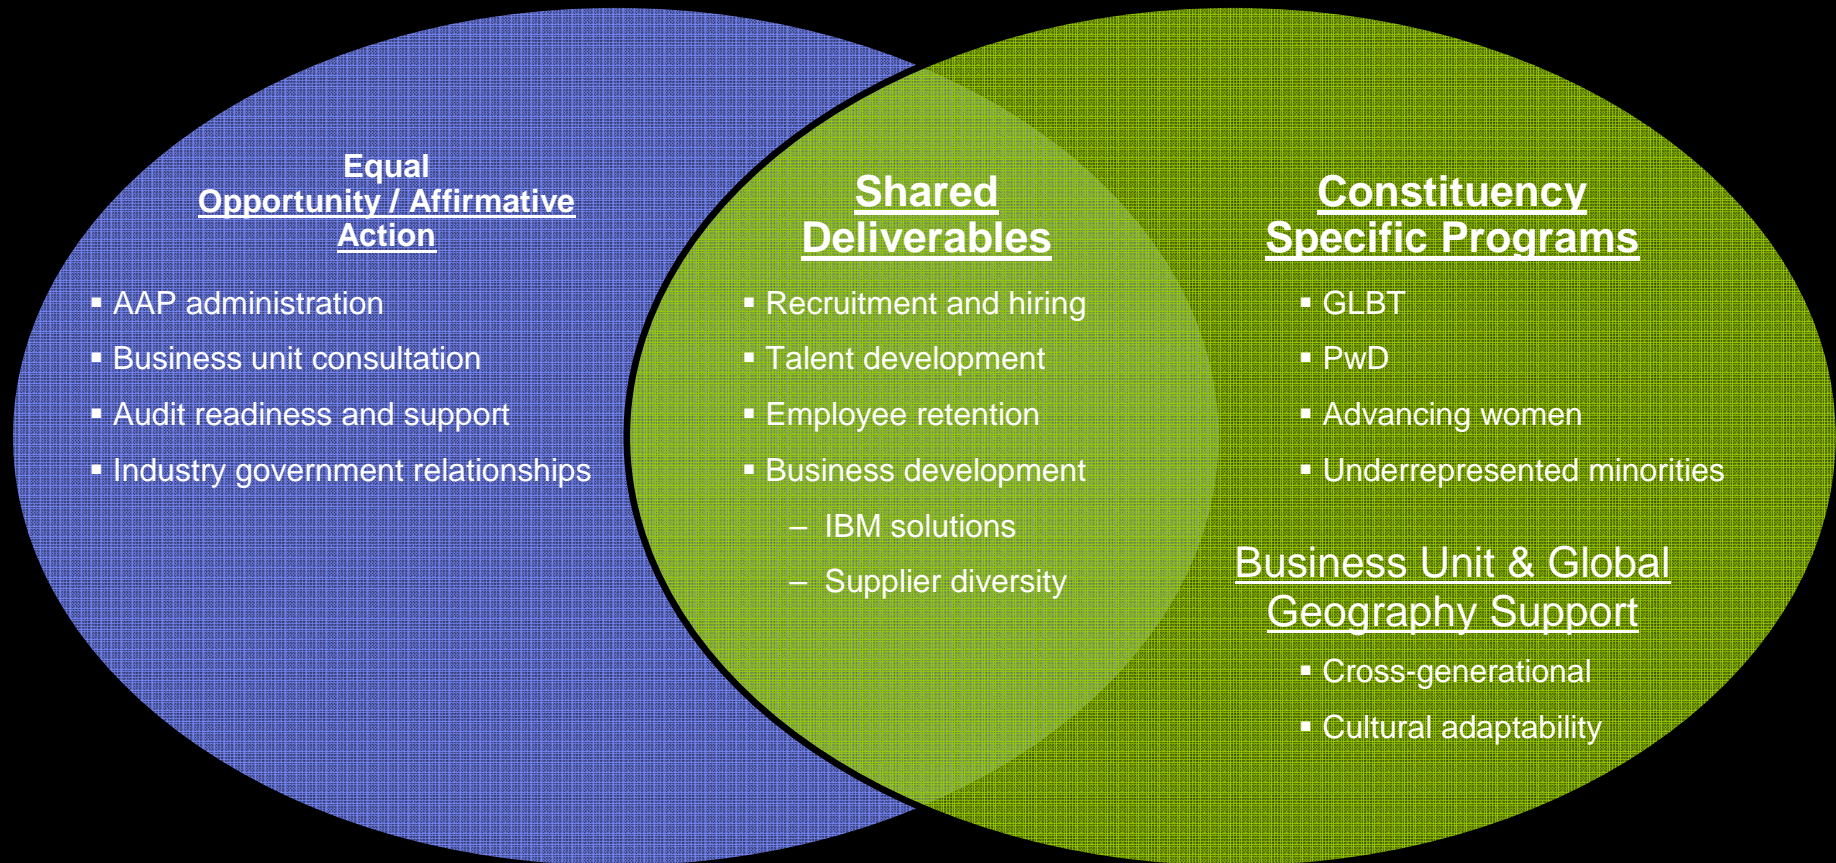 Equal
Opportunity / Affirmative
Action
▪ AAP administration
▪ Business unit consultation
▪ Audit readiness and support
▪ Industry government relationships
Shared
Deliverables
▪ Recruitment and hiring
▪ Talent development
▪ Employee retention
▪ Business development
– IBM solutions
– Supplier diversity
Constituency
Specific Programs
▪ GLBT
▪ PwD
▪ Advancing women
▪ Underrepresented minorities
Business Unit & Global
Geography Support
▪ Cross-generational
▪ Cultural adaptability